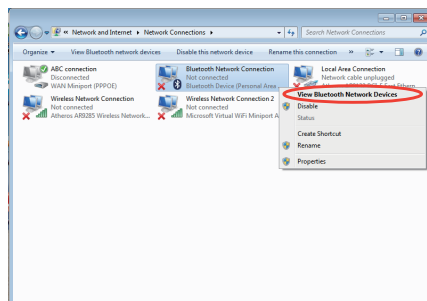 « Network and Internet ▸ Network Connections ▸
Search Network Connections
Organize ▾ View Bluetooth network devices Disable this network device Rename this connection »
ABC connection
Disconnected
WAN Miniport (PPPOE)
Bluetooth Network Connection
Not connected
Bluetooth Device (Personal Area ...
Local Area Connection
Network cable unplugged
Wireless Network Connection
Not connected
Atheros AR9285 Wireless Network...
Wireless Network Connection 2
Not connected
Microsoft Virtual WiFi Miniport A
View Bluetooth Network Devices
Disable
Status
Create Shortcut
Rename
Properties